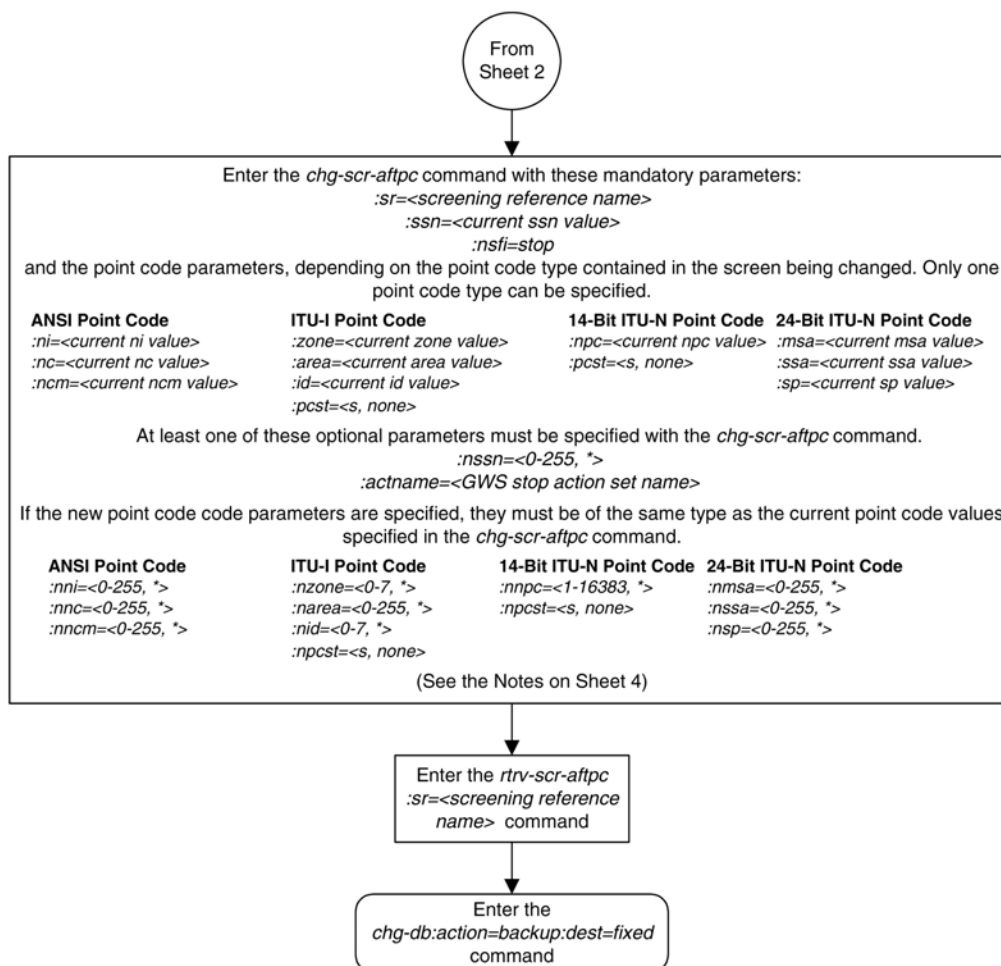 From
Sheet 2
Enter the chg-scr-aftpc command with these mandatory parameters:
:sr=<screening reference name>
:ssn=<current ssn value>
:nsfi=stop
and the point code parameters, depending on the point code type contained in the screen being changed. Only one
point code type can be specified.
ANSI Point Code ITU-I Point Code 14-Bit ITU-N Point Code 24-Bit ITU-N Point Code
:ni=<current ni value> :zone=<current zone value> :npc=<current npc value> :msa=<current msa value>
:nc=<current nc value> :area=<current area value> :pcst=<s, none> :ssa=<current ssa value>
:ncm=<current ncm value> :id=<current id value> :sp=<current sp value>
:pcst=<s, none>
At least one of these optional parameters must be specified with the chg-scr-aftpc command.
:nssn=<0-255, *>
:actname=<GWS stop action set name>
If the new point code code parameters are specified, they must be of the same type as the current point code values
specified in the chg-scr-aftpc command.
ANSI Point Code ITU-I Point Code 14-Bit ITU-N Point Code 24-Bit ITU-N Point Code
:nni=<0-255, *> :nzone=<0-7, *> :nnpc=<1-16383, *> :nmsa=<0-255, *>
:nnc=<0-255, *> :narea=<0-255, *> :npcst=<s, none> :nssa=<0-255, *>
:nncm=<0-255, *> :nid=<0-7, *> :nsp=<0-255, *>
:npcst=<s, none>
(See the Notes on Sheet 4)
Enter the rtrv-scr-aftpc
:sr=<screening reference
name> command
Enter the
chg-db:action=backup:dest=fixed
command